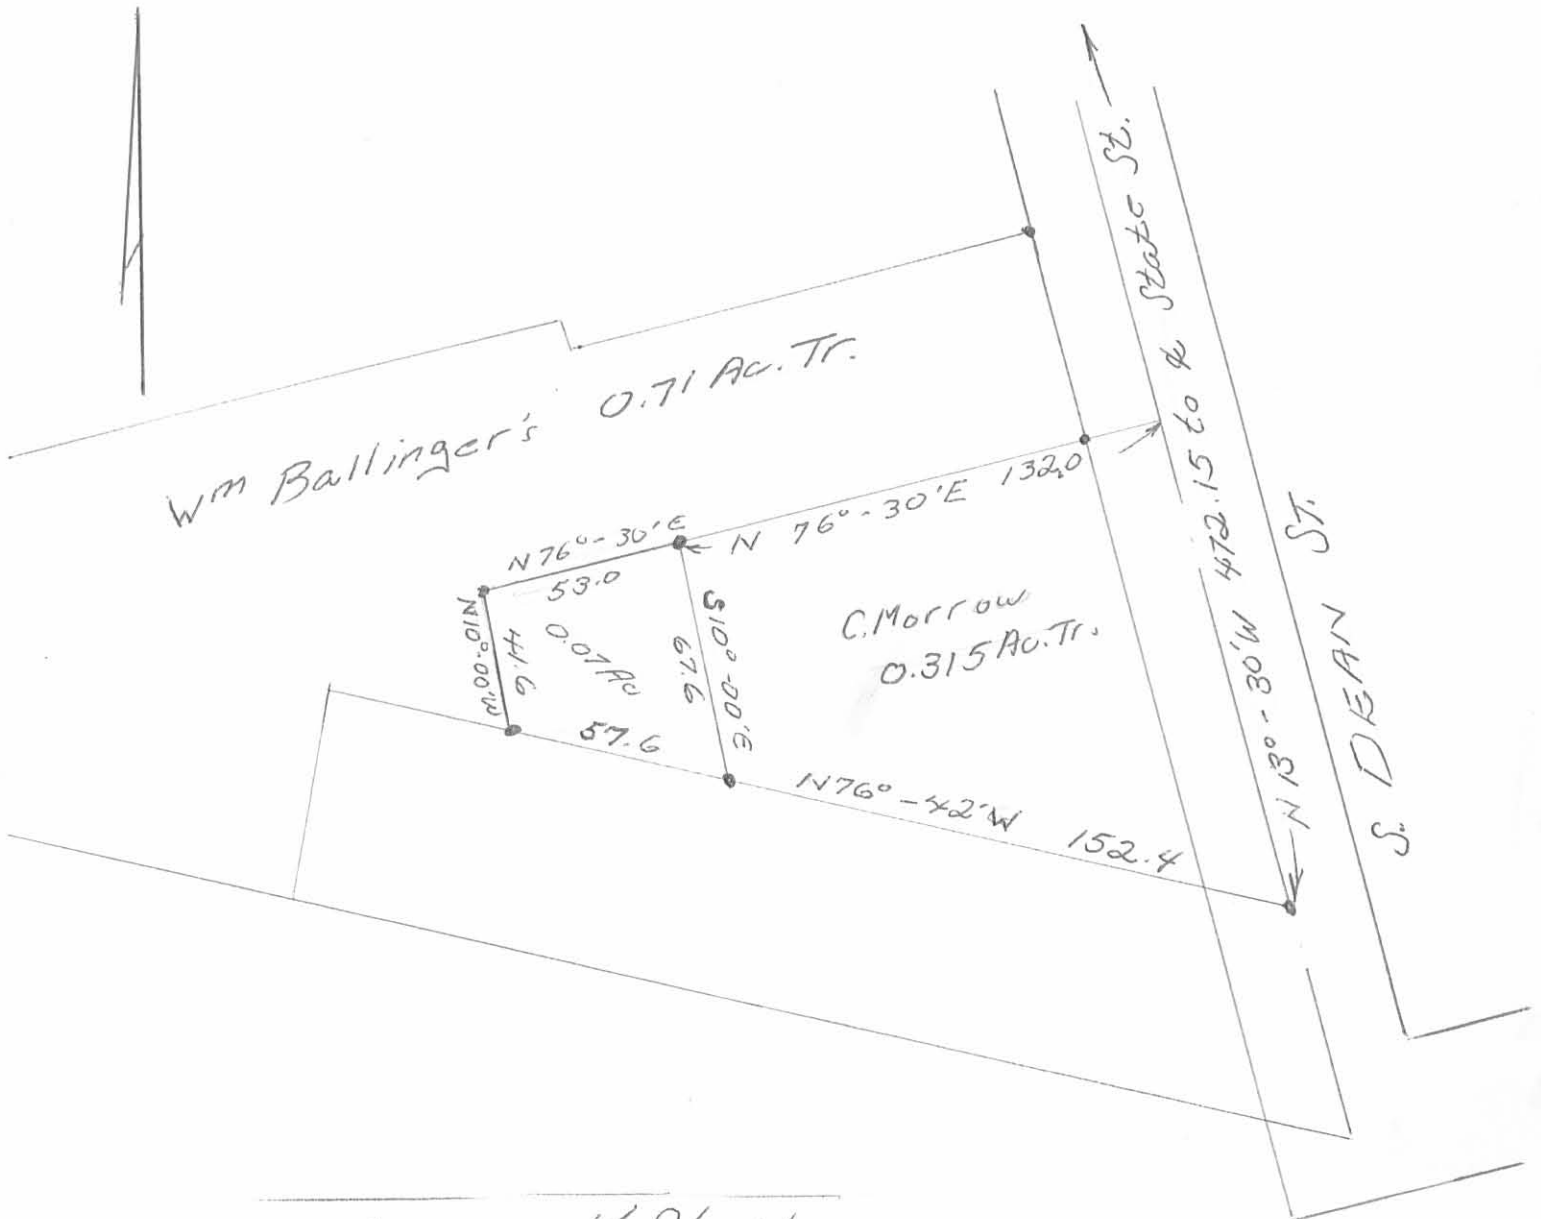 Wm Ballinger's 0.71 Ac. Tr.
472.15 to ℄ State St.
N 13°-30'W
S. DEAN ST.
N 76°-30'E
53.0
N 76°-30'E 132.0
N10°-00'W
41.6
0.07 Ac
S10°-00'E
67.6
C. Morrow
0.315 Ac. Tr.
57.6
N76°-42'W 152.4